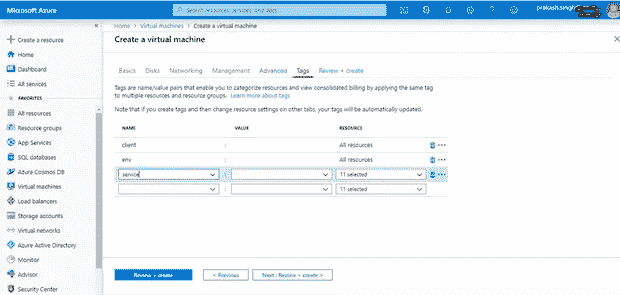 Microsoft Azure
Search resources, services, and docs
prakash.singh
Create a resource
Home
Dashboard
All services
FAVORITES
All resources
Resource groups
App Services
SQL databases
Azure Cosmos DB
Virtual machines
Load balancers
Storage accounts
Virtual networks
Azure Active Directory
Monitor
Advisor
Security Center
Home > Virtual machines > Create a virtual machine
Create a virtual machine
Basics Disks Networking Management Advanced Tags Review + create
Tags are name/value pairs that enable you to categorize resources and view consolidated billing by applying the same tag
to multiple resources and resource groups. Learn more about tags
Note that if you create tags and then change resource settings on other tabs, your tags will be automatically updated.
NAME VALUE RESOURCE
client : All resources
env : All resources
service : 11 selected
: 11 selected
Review + create < Previous Next : Review + create >